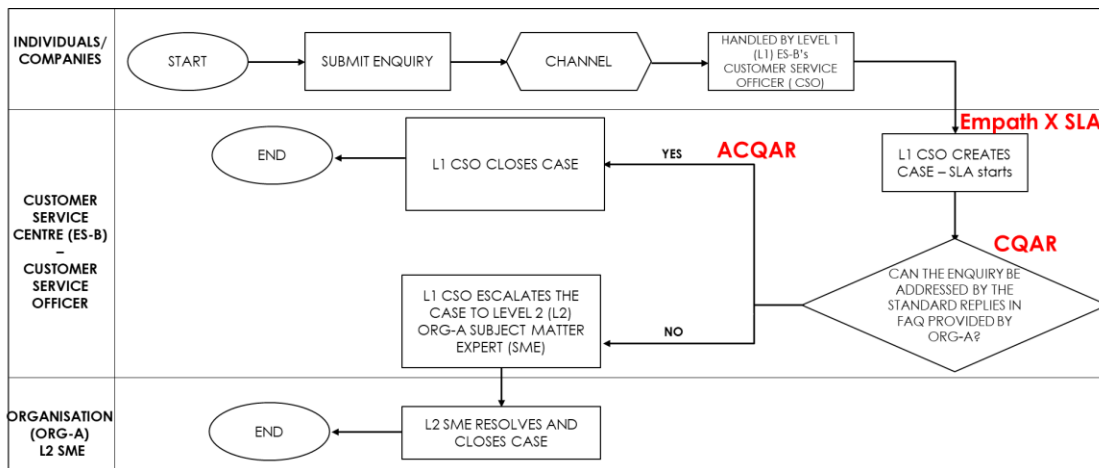 INDIVIDUALS/
COMPANIES
START
SUBMIT ENQUIRY
CHANNEL
HANDLED BY LEVEL 1
(L1) ES-B's
CUSTOMER SERVICE
OFFICER ( CSO)
Empath X SLA
L1 CSO CREATES
CASE – SLA starts
CUSTOMER
SERVICE
CENTRE (ES-B)
–
CUSTOMER
SERVICE
OFFICER
END
L1 CSO CLOSES CASE
YES
ACQAR
CQAR
CAN THE ENQUIRY BE
ADDRESSED BY THE
STANDARD REPLIES IN
FAQ PROVIDED BY
ORG-A?
L1 CSO ESCALATES THE
CASE TO LEVEL 2 (L2)
ORG-A SUBJECT MATTER
EXPERT (SME)
NO
ORGANISATION
(ORG-A)
L2 SME
END
L2 SME RESOLVES AND
CLOSES CASE